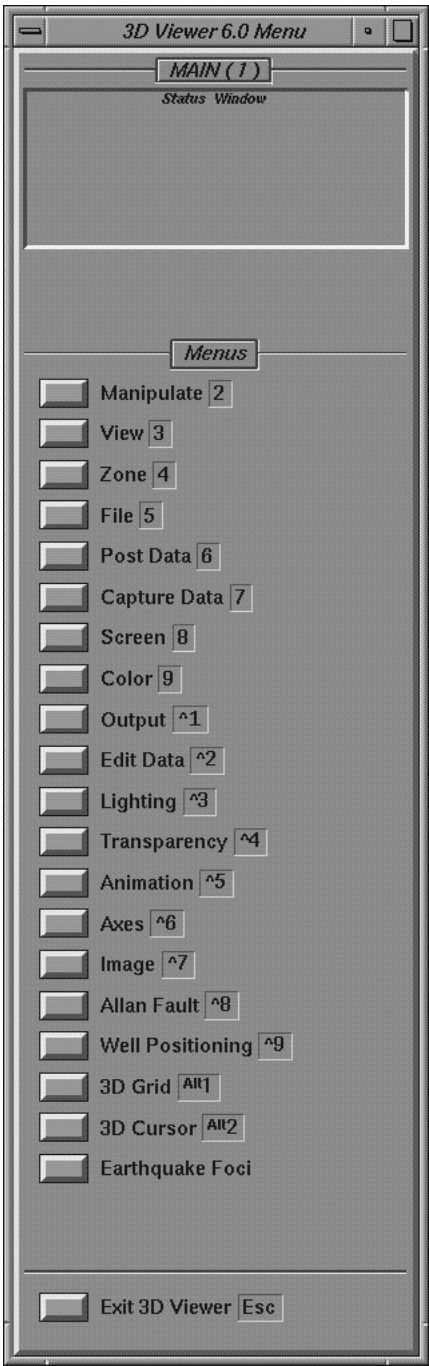 3D Viewer 6.0 Menu
MAIN ( 1 )
Status Window
Menus
Manipulate 2
View 3
Zone 4
File 5
Post Data 6
Capture Data 7
Screen 8
Color 9
Output ^1
Edit Data ^2
Lighting ^3
Transparency ^4
Animation ^5
Axes ^6
Image ^7
Allan Fault ^8
Well Positioning ^9
3D Grid Alt1
3D Cursor Alt2
Earthquake Foci
Exit 3D Viewer Esc